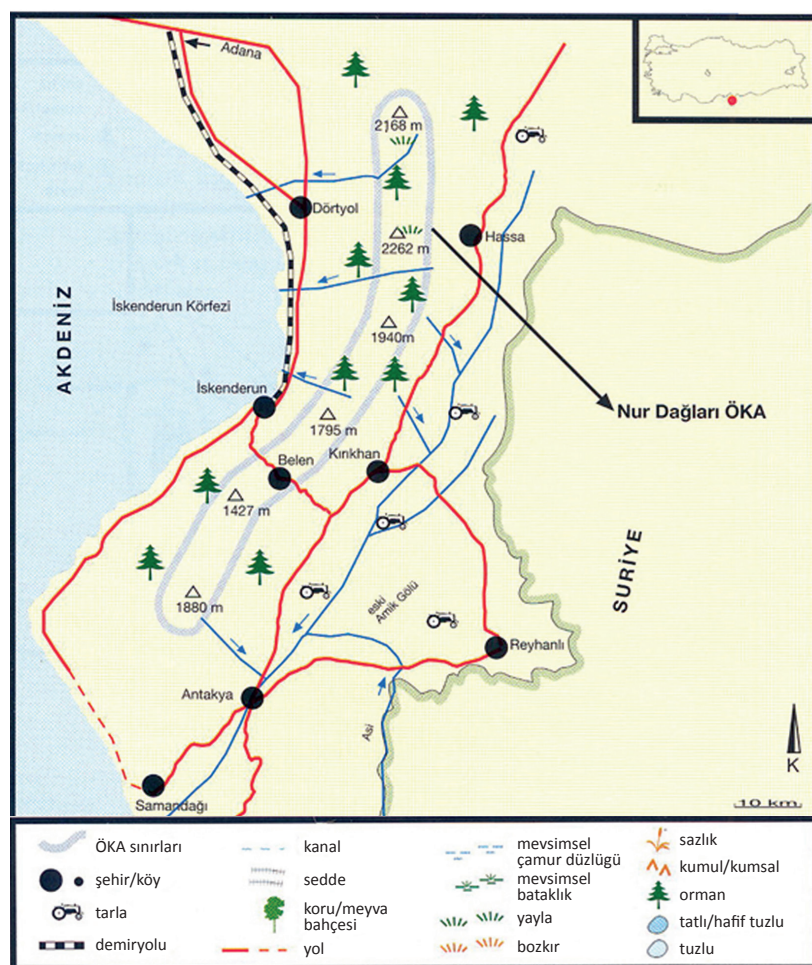 Adana
2168 m
Dörtyol
Hassa
2262 m
İskenderun Körfezi
AKDENİZ
1940m
İskenderun
Nur Dağları ÖKA
1795 m
Belen
Kırıkhan
1427 m
SURİYE
1880 m
eski
Amik Gölü
Reyhanlı
Antakya
Asi
K
Samandağı
10 km.
ÖKA sınırları
şehir/köy
tarla
demiryolu
kanal
sedde
koru/meyva
bahçesi
yol
mevsimsel
çamur düzlügü
mevsimsel
bataklık
yayla
bozkır
sazlık
kumul/kumsal
orman
tatlı/hafif tuzlu
tuzlu